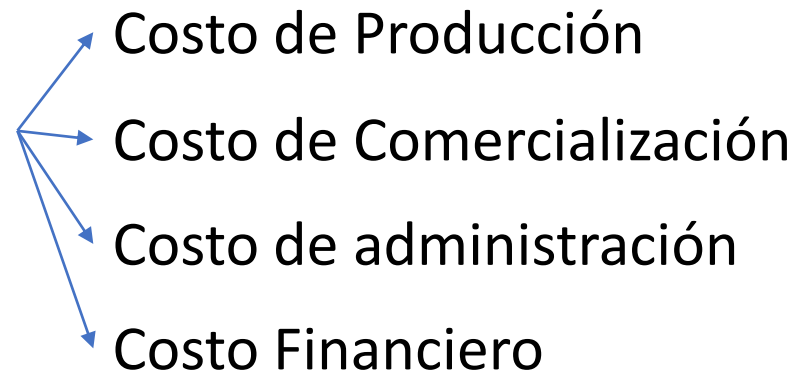 Costo de Producción
Costo de Comercialización
Costo de administración
Costo Financiero